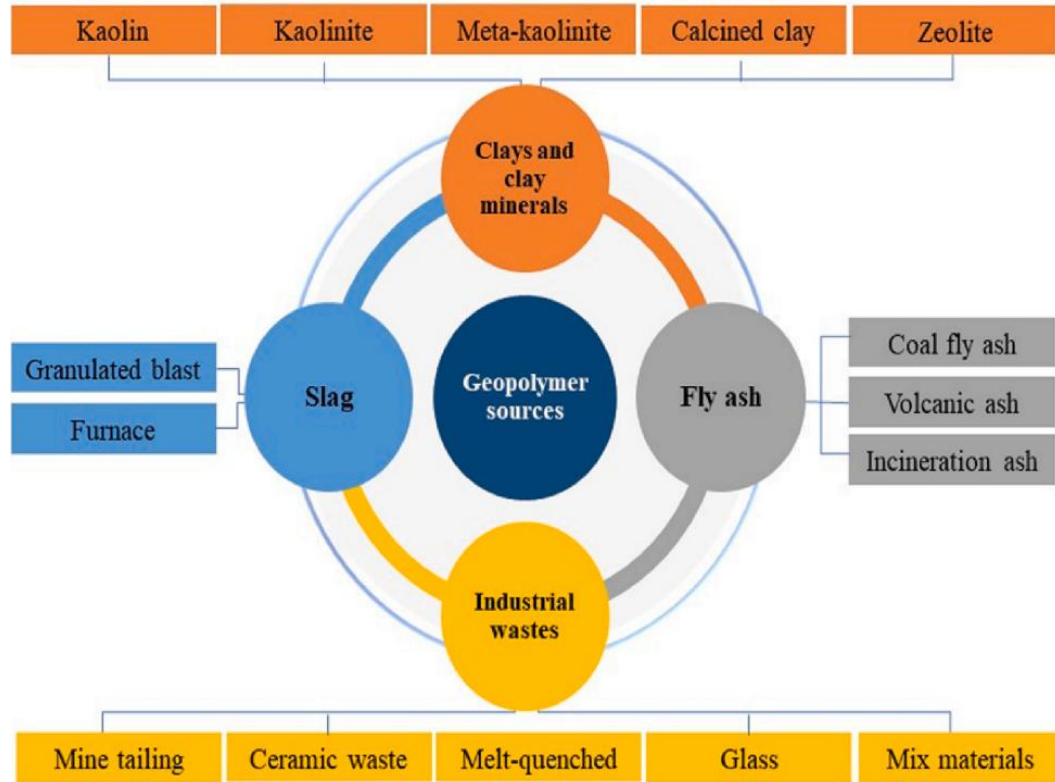 Kaolin
Kaolinite
Meta-kaolinite
Calcined clay
Zeolite
Clays and
clay
minerals
Granulated blast
Furnace
Slag
Geopolymer
sources
Fly ash
Coal fly ash
Volcanic ash
Incineration ash
Industrial
wastes
Mine tailing
Ceramic waste
Melt-quenched
Glass
Mix materials